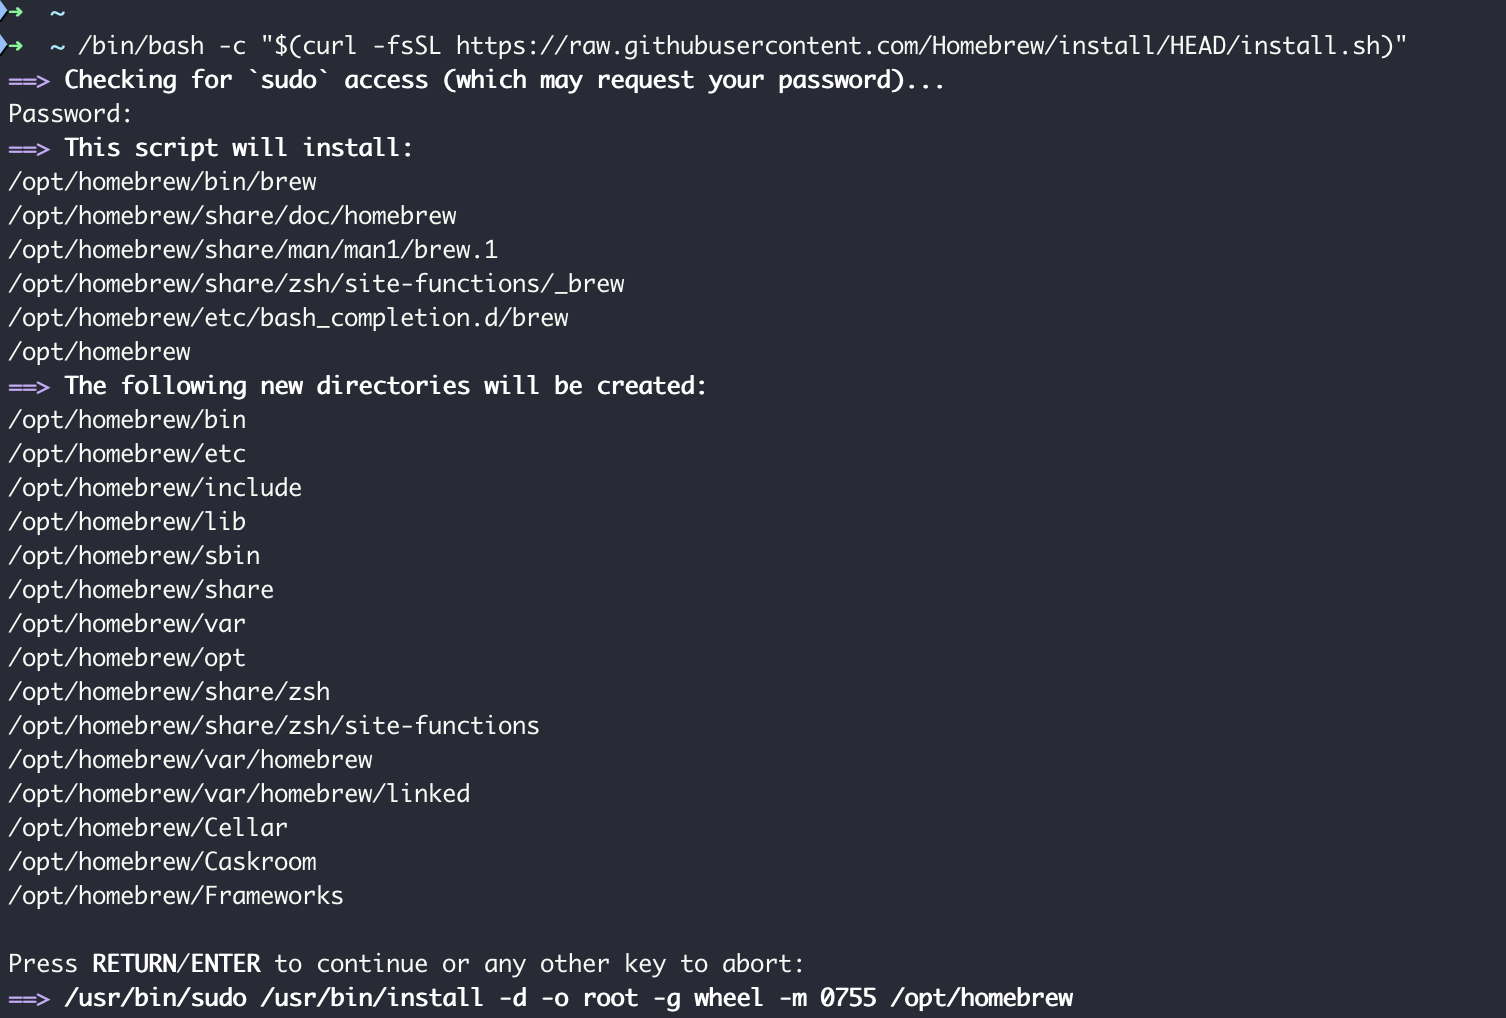 ➜  ~
➜  ~ /bin/bash -c "$(curl -fsSL https://raw.githubusercontent.com/Homebrew/install/HEAD/install.sh)"
==> Checking for `sudo` access (which may request your password)...
Password:
==> This script will install:
/opt/homebrew/bin/brew
/opt/homebrew/share/doc/homebrew
/opt/homebrew/share/man/man1/brew.1
/opt/homebrew/share/zsh/site-functions/_brew
/opt/homebrew/etc/bash_completion.d/brew
/opt/homebrew
==> The following new directories will be created:
/opt/homebrew/bin
/opt/homebrew/etc
/opt/homebrew/include
/opt/homebrew/lib
/opt/homebrew/sbin
/opt/homebrew/share
/opt/homebrew/var
/opt/homebrew/opt
/opt/homebrew/share/zsh
/opt/homebrew/share/zsh/site-functions
/opt/homebrew/var/homebrew
/opt/homebrew/var/homebrew/linked
/opt/homebrew/Cellar
/opt/homebrew/Caskroom
/opt/homebrew/Frameworks
Press RETURN/ENTER to continue or any other key to abort:
==> /usr/bin/sudo /usr/bin/install -d -o root -g wheel -m 0755 /opt/homebrew